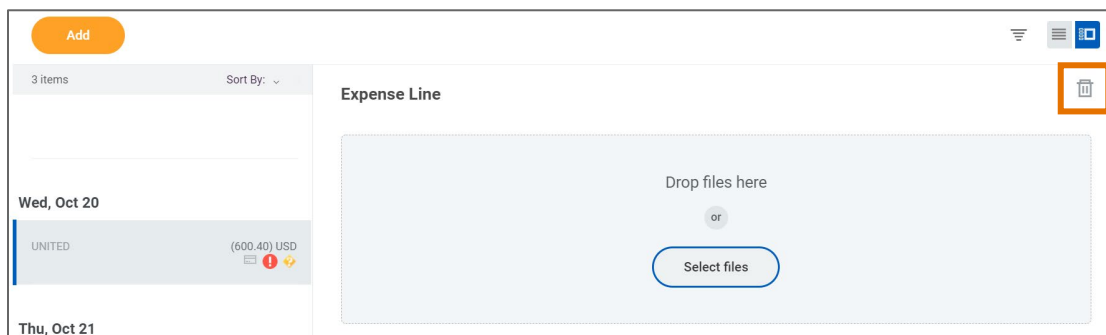 Add
3 items Sort By:
Expense Line
Drop files here
or
Select files
Wed, Oct 20
UNITED (600.40) USD
Thu, Oct 21